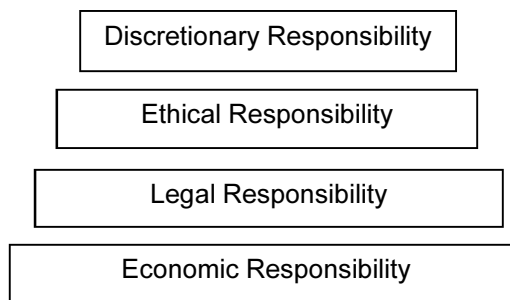 Discretionary Responsibility
Ethical Responsibility
Legal Responsibility
Economic Responsibility